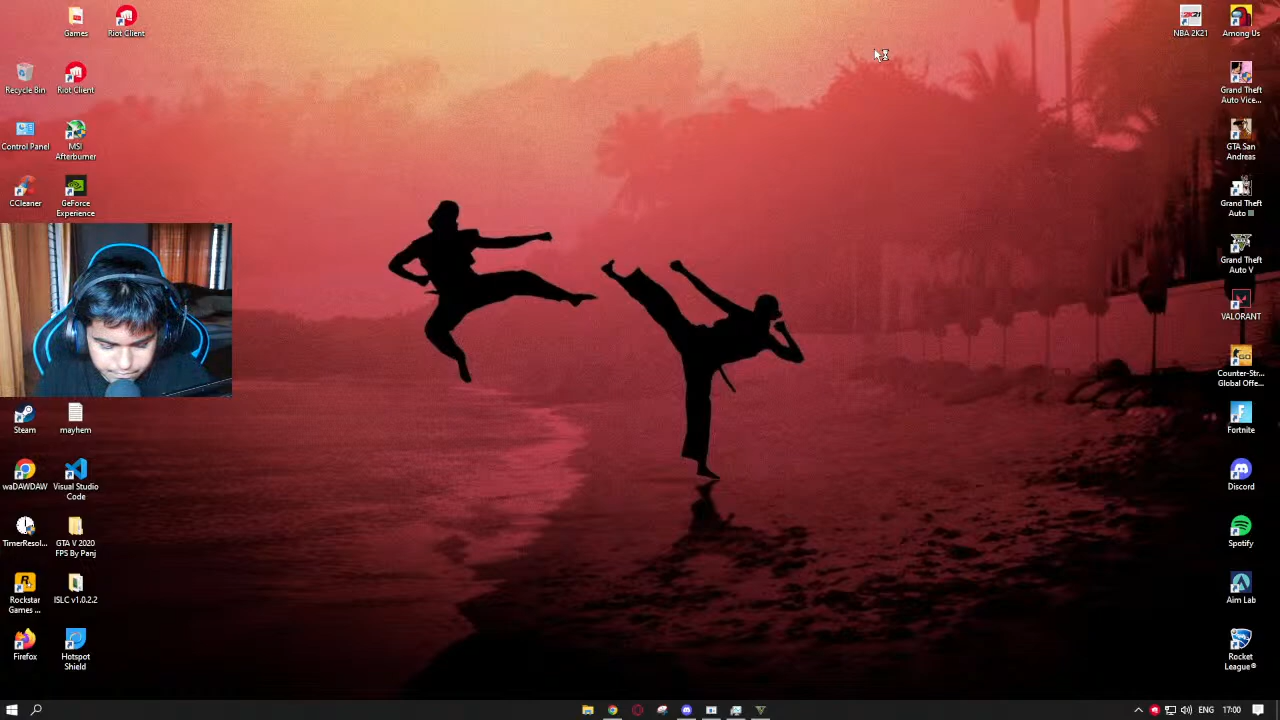 Games
Riot Client
NBA 2K21
Among Us
Recycle Bin
Riot Client
Grand Theft
Auto Vice...
Control Panel
MSI
Afterburner
GTA San
Andreas
CCleaner
GeForce
Experience
Grand Theft
Auto III
Grand Theft
Auto V
VALORANT
Counter-Str...
Global Offe...
Steam
mayhem
Fortnite
waDAWDAW
Visual Studio
Code
Discord
TimerResol...
GTA V 2020
FPS By Panj
Spotify
Rockstar
Games ...
ISLC v1.0.2.2
Aim Lab
Firefox
Hotspot
Shield
Rocket
League®
ENG
17:00